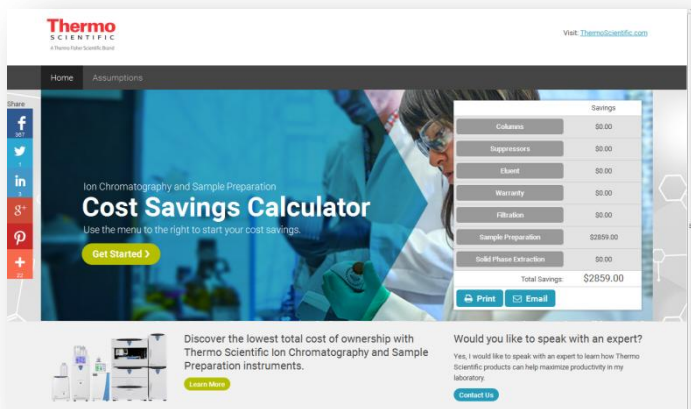 Thermo
SCIENTIFIC
A Thermo Fisher Scientific Brand
Visit: ThermoScientific.com
Home Assumptions
Share
f
387
1
in
3
g+
+
22
Ion Chromatography and Sample Preparation
Cost Savings Calculator
Use the menu to the right to start your cost savings.
Get Started >
Savings
Columns $0.00
Suppressors $0.00
Eluent $0.00
Warranty $0.00
Filtration $0.00
Sample Preparation $2859.00
Solid Phase Extraction $0.00
Total Savings: $2859.00
Print Email
Discover the lowest total cost of ownership with
Thermo Scientific Ion Chromatography and Sample
Preparation instruments.
Learn More
Would you like to speak with an expert?
Yes, I would like to speak with an expert to learn how Thermo
Scientific products can help maximize productivity in my
laboratory.
Contact Us